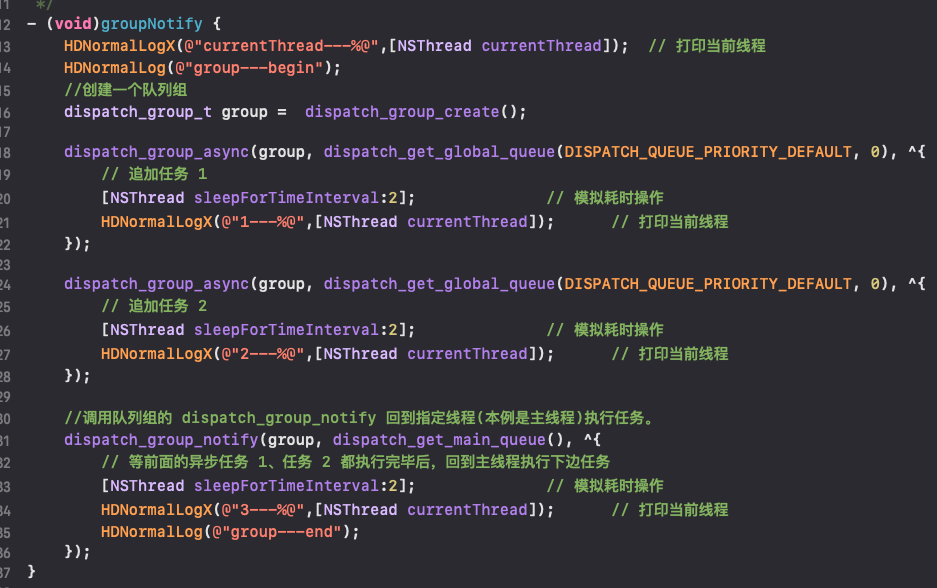 11 */
12 - (void)groupNotify {
13 HDNormalLogX(@"currentThread---%@",[NSThread currentThread]);  // 打印当前线程
14 HDNormalLog(@"group---begin");
15 //创建一个队列组
16 dispatch_group_t group =  dispatch_group_create();
17
18 dispatch_group_async(group, dispatch_get_global_queue(DISPATCH_QUEUE_PRIORITY_DEFAULT, 0), ^{
19 // 追加任务 1
20 [NSThread sleepForTimeInterval:2];              // 模拟耗时操作
21 HDNormalLogX(@"1---%@",[NSThread currentThread]);      // 打印当前线程
22 });
23
24 dispatch_group_async(group, dispatch_get_global_queue(DISPATCH_QUEUE_PRIORITY_DEFAULT, 0), ^{
25 // 追加任务 2
26 [NSThread sleepForTimeInterval:2];              // 模拟耗时操作
27 HDNormalLogX(@"2---%@",[NSThread currentThread]);      // 打印当前线程
28 });
29
30 //调用队列组的 dispatch_group_notify 回到指定线程(本例是主线程)执行任务。
31 dispatch_group_notify(group, dispatch_get_main_queue(), ^{
32 // 等前面的异步任务 1、任务 2 都执行完毕后，回到主线程执行下边任务
33 [NSThread sleepForTimeInterval:2];              // 模拟耗时操作
34 HDNormalLogX(@"3---%@",[NSThread currentThread]);      // 打印当前线程
35 HDNormalLog(@"group---end");
36 });
37 }